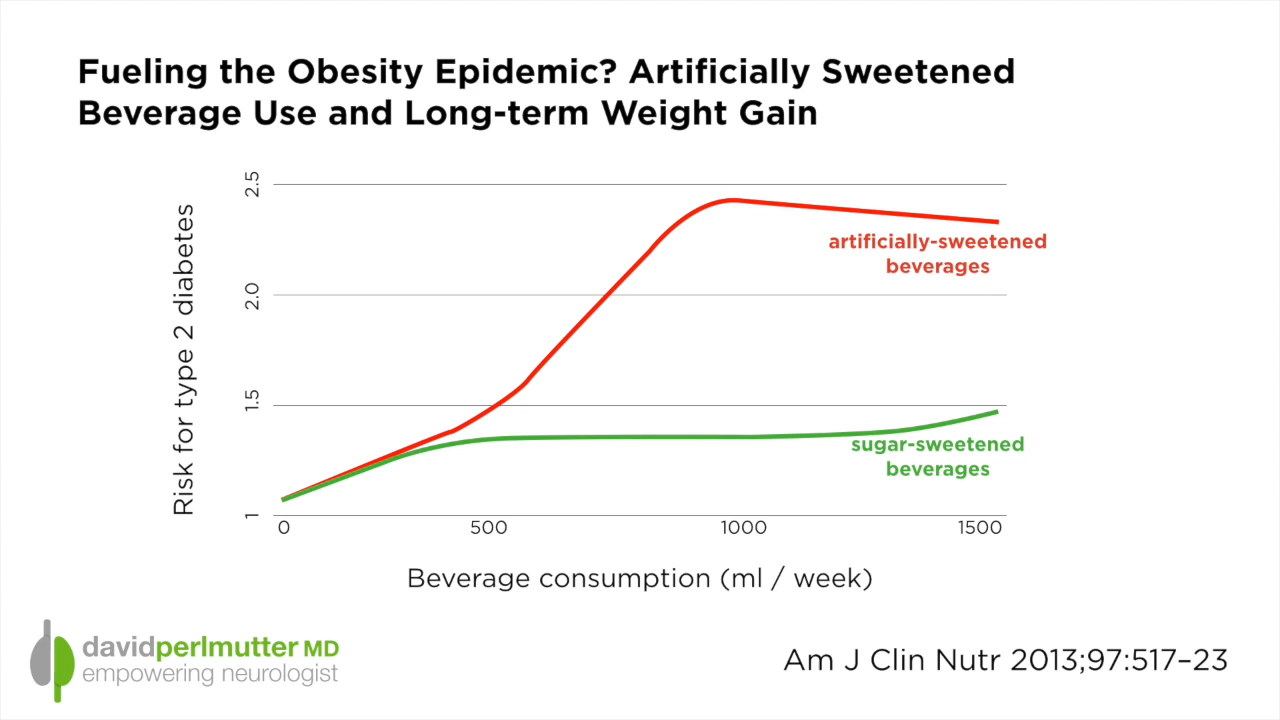 Fueling the Obesity Epidemic? Artificially Sweetened
Beverage Use and Long-term Weight Gain
Risk for type 2 diabetes
2.5
2.0
1.5
1
artificially-sweetened
beverages
sugar-sweetened
beverages
0 500 1000 1500
Beverage consumption (ml / week)
davidperlmutter MD
empowering neurologist
Am J Clin Nutr 2013;97:517–23